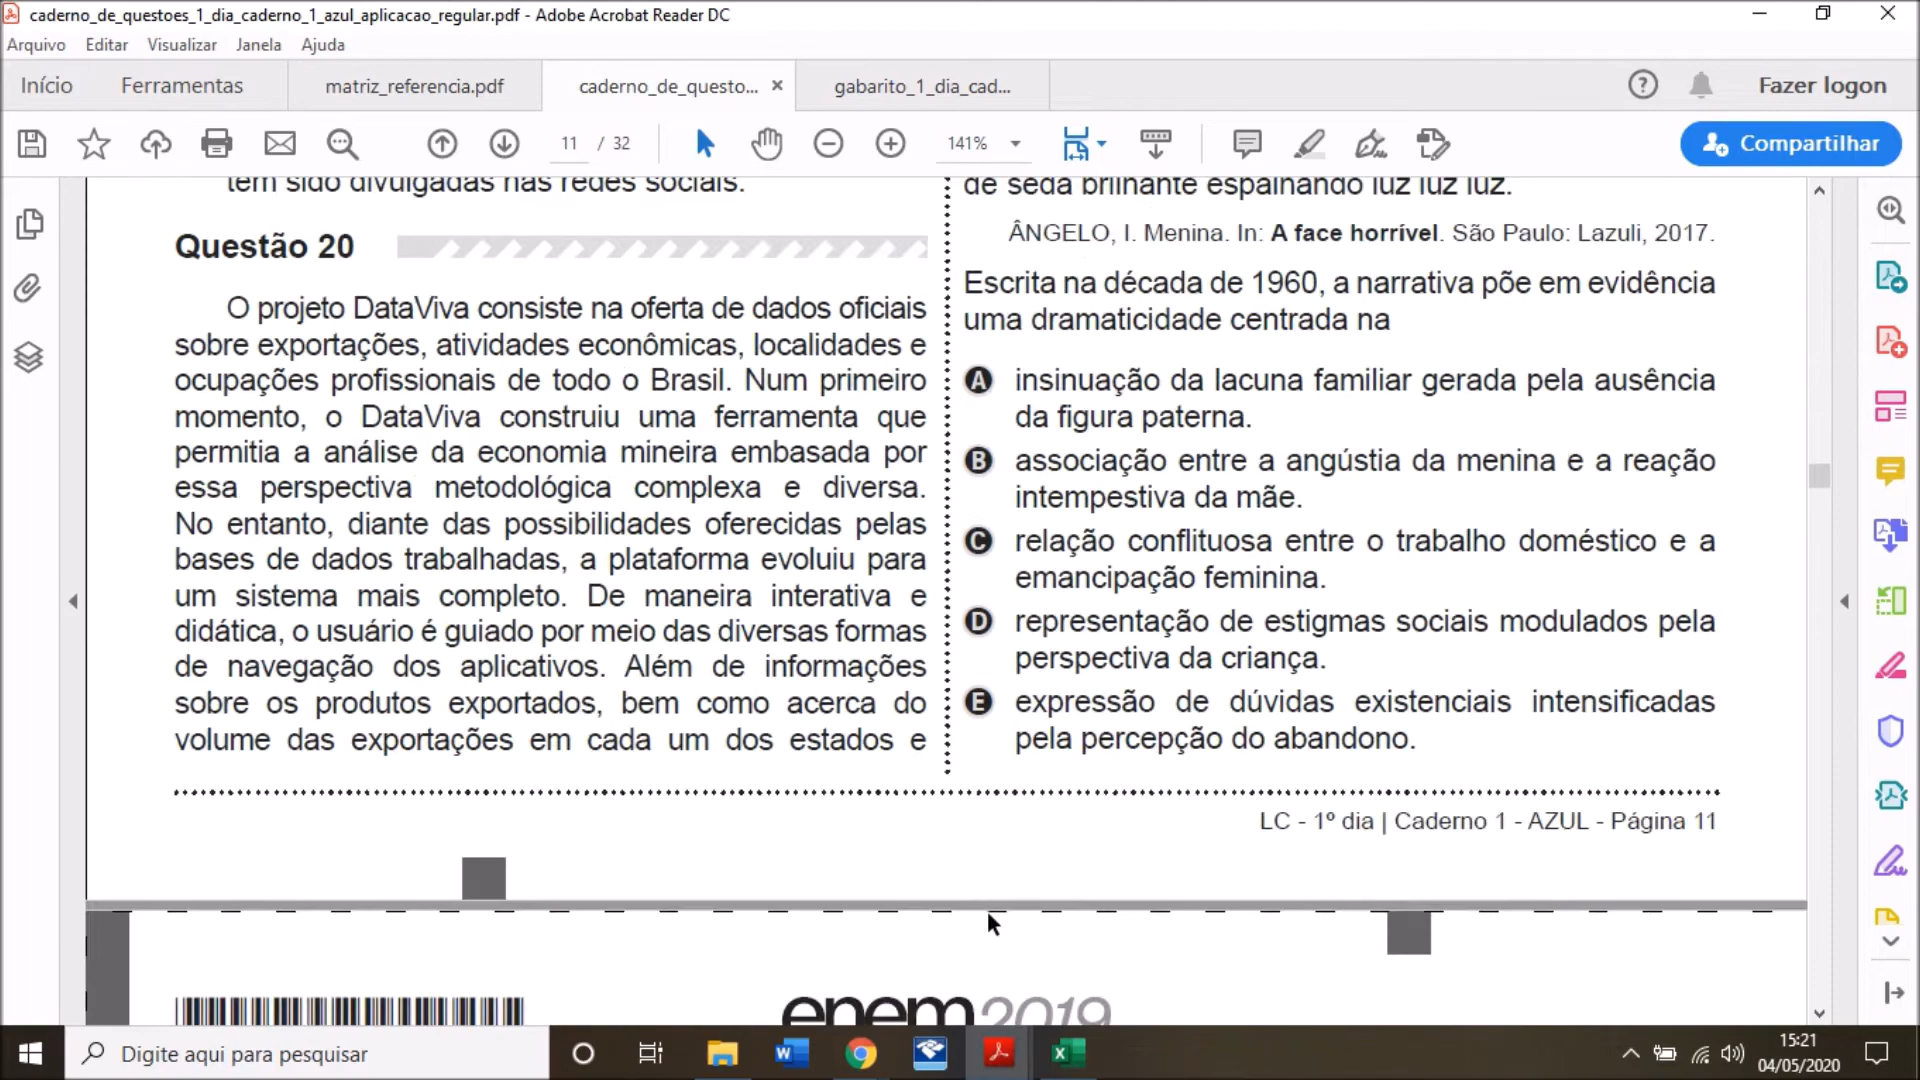 caderno_de_questoes_1_dia_caderno_1_azul_aplicacao_regular.pdf - Adobe Acrobat Reader DC
Arquivo Editar Visualizar Janela Ajuda
Início Ferramentas matriz_referencia.pdf caderno_de_questo... × gabarito_1_dia_cad... Fazer logon
11 / 32 141% Compartilhar
têm sido divulgadas nas redes sociais.
Questão 20
O projeto DataViva consiste na oferta de dados oficiais
sobre exportações, atividades econômicas, localidades e
ocupações profissionais de todo o Brasil. Num primeiro
momento, o DataViva construiu uma ferramenta que
permitia a análise da economia mineira embasada por
essa perspectiva metodológica complexa e diversa.
No entanto, diante das possibilidades oferecidas pelas
bases de dados trabalhadas, a plataforma evoluiu para
um sistema mais completo. De maneira interativa e
didática, o usuário é guiado por meio das diversas formas
de navegação dos aplicativos. Além de informações
sobre os produtos exportados, bem como acerca do
volume das exportações em cada um dos estados e
de seda brilhante espalhando luz luz luz.
ÂNGELO, I. Menina. In: A face horrível. São Paulo: Lazuli, 2017.
Escrita na década de 1960, a narrativa põe em evidência
uma dramaticidade centrada na
A insinuação da lacuna familiar gerada pela ausência
da figura paterna.
B associação entre a angústia da menina e a reação
intempestiva da mãe.
C relação conflituosa entre o trabalho doméstico e a
emancipação feminina.
D representação de estigmas sociais modulados pela
perspectiva da criança.
E expressão de dúvidas existenciais intensificadas
pela percepção do abandono.
LC - 1º dia | Caderno 1 - AZUL - Página 11
enem2019
Digite aqui para pesquisar
15:21
04/05/2020